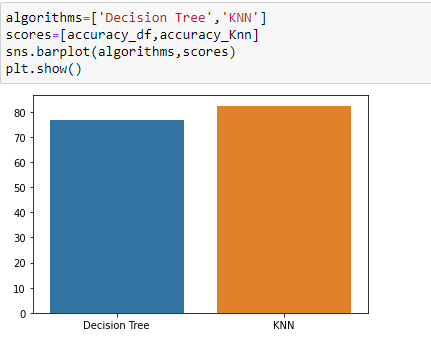 algorithms=['Decision Tree','KNN']
scores=[accuracy_df,accuracy_Knn]
sns.barplot(algorithms,scores)
plt.show()
80
70
60
50
40
30
20
10
0
Decision Tree KNN